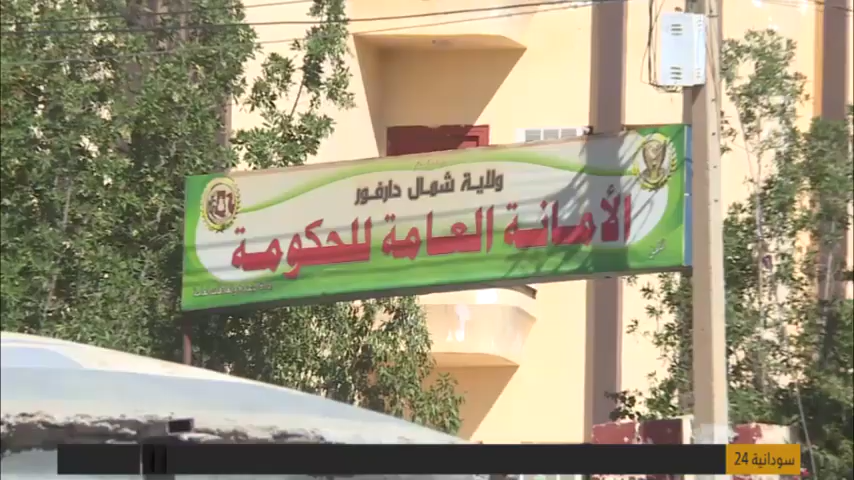 ولاية شمال دارفور
الأمانة العامة للحكومة
سودانية 24